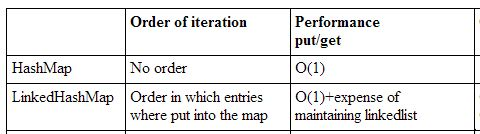 Order of iteration Performance
put/get
HashMap No order O(1)
LinkedHashMap Order in which entries O(1)+expense of
where put into the map maintaining linkedlist